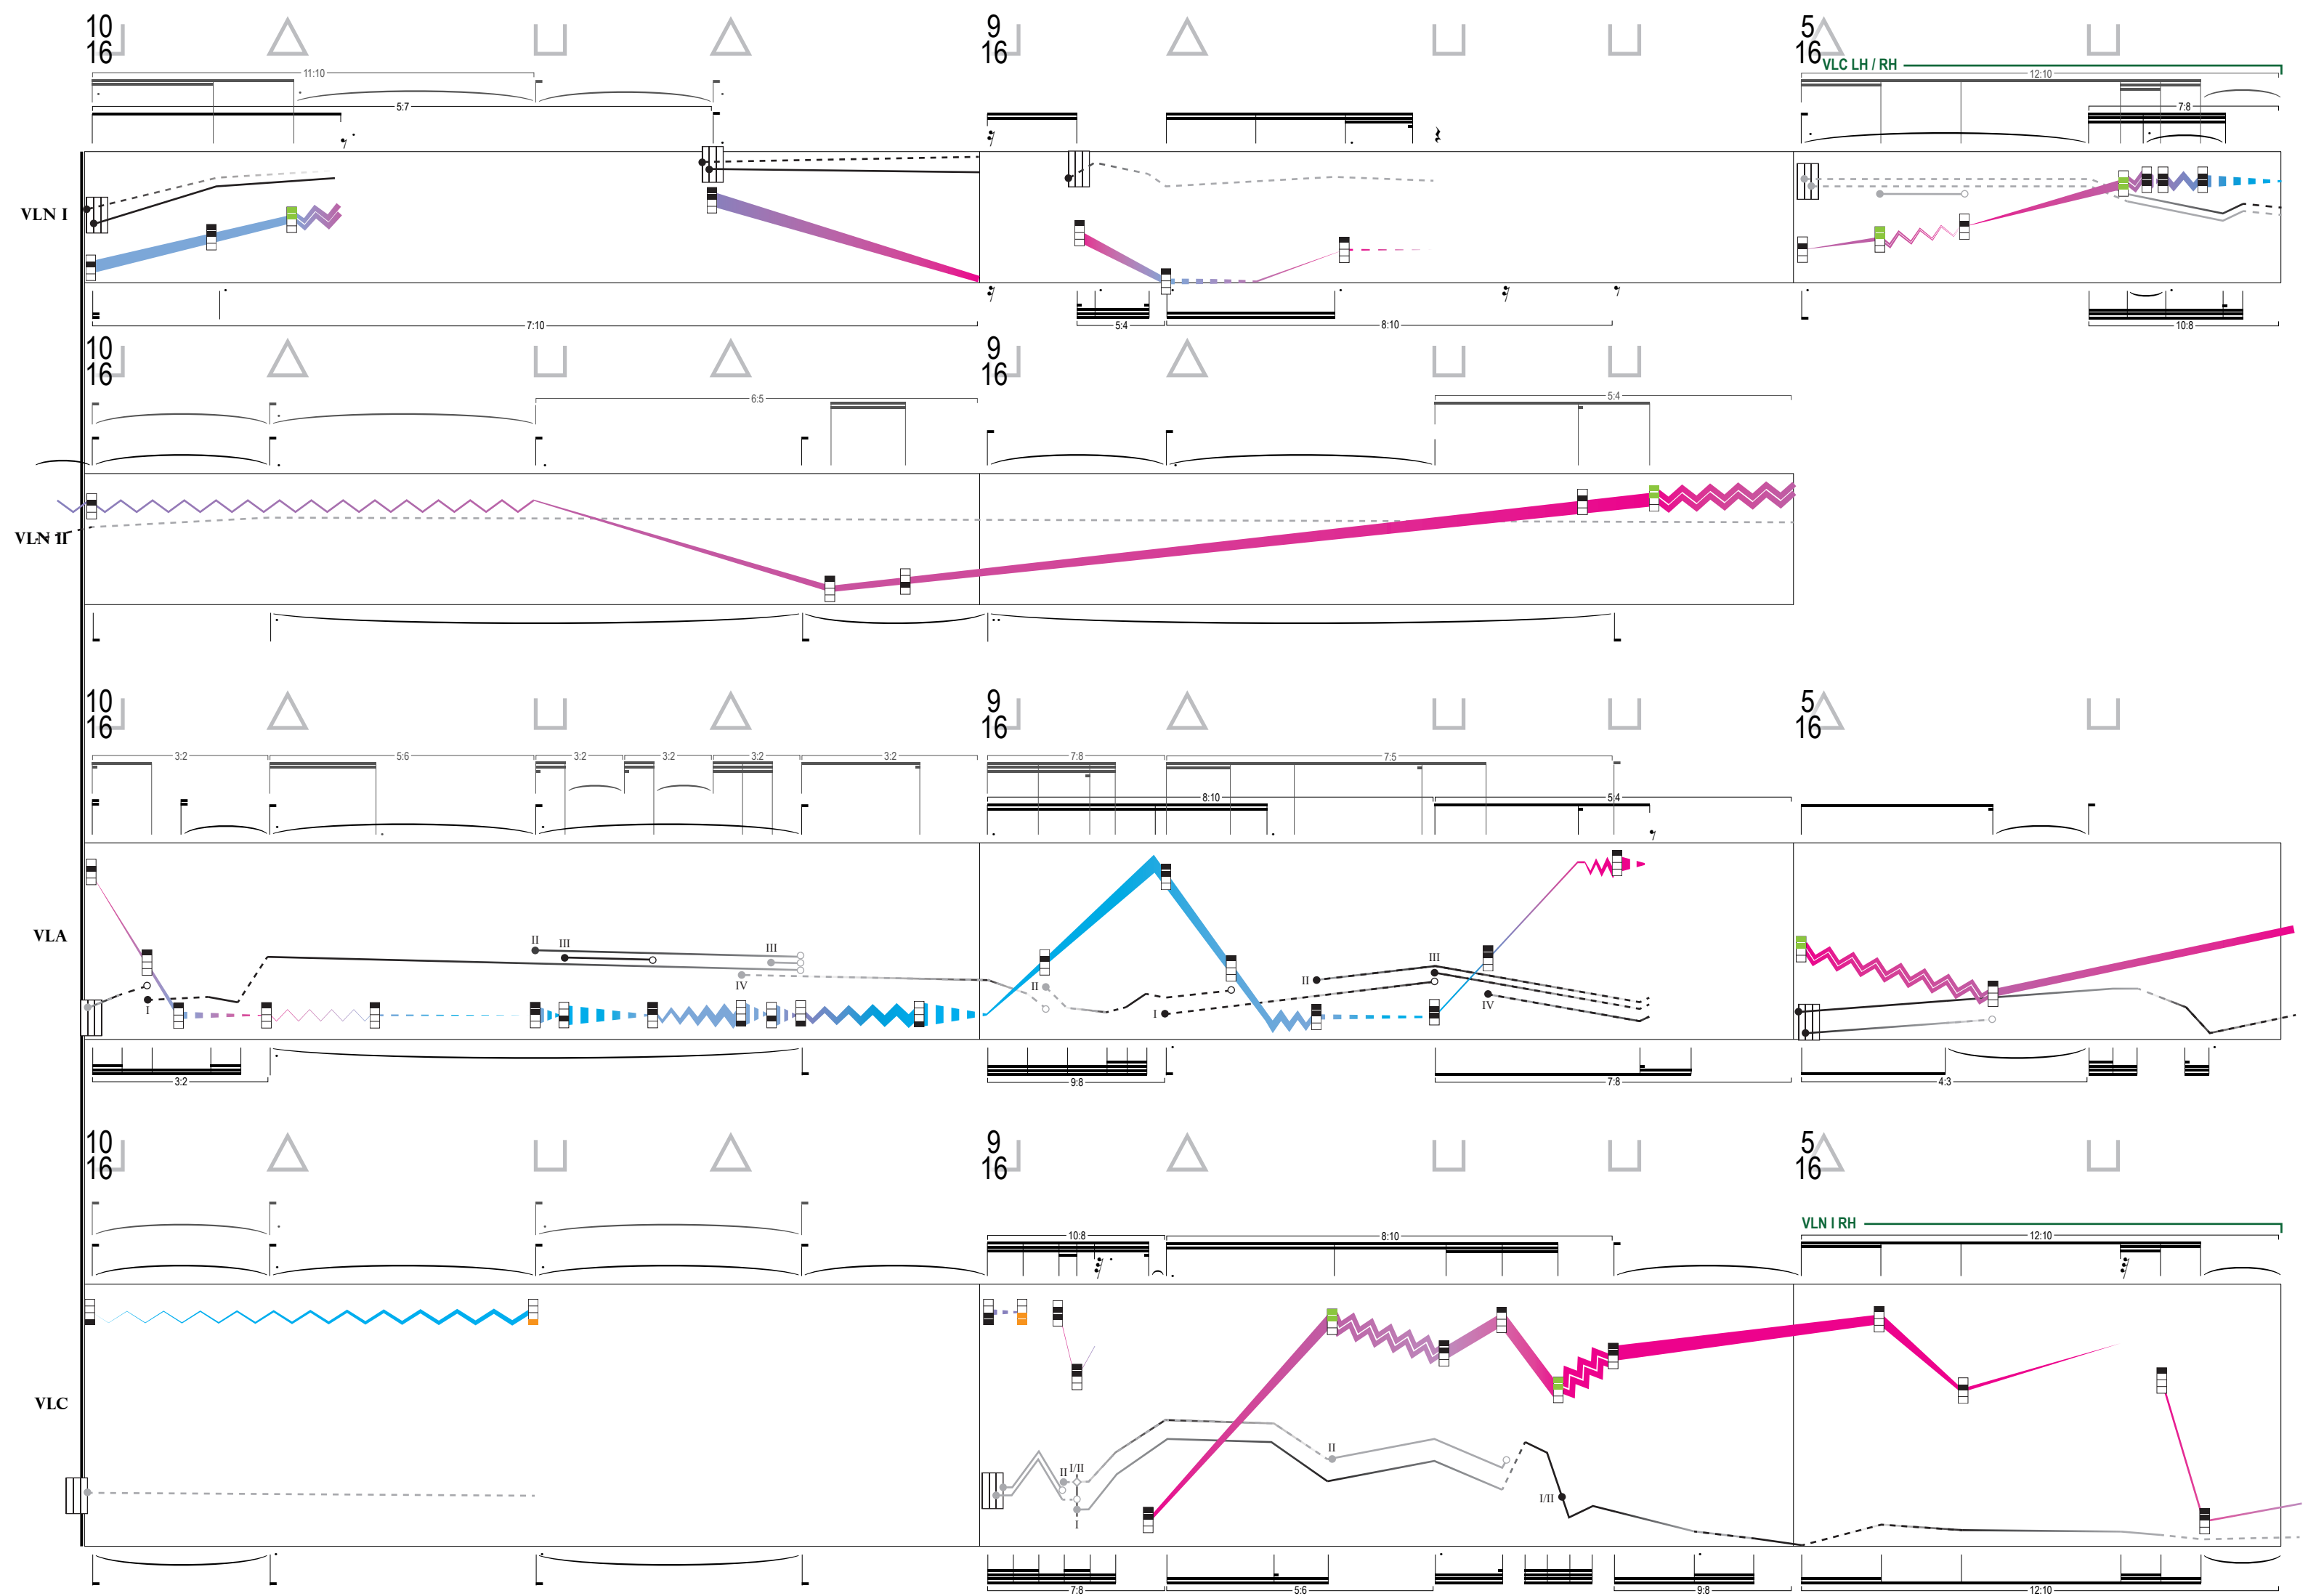 10 9 5
16 16 16
VLC LH / RH
11:10 12:10
5:7 7:8
VLN I
7:10 5:4 8:10 10:8
10 9
16 16
6:5 5:4
VLN II
10 9 5
16 16 16
3:2 5:6 3:2 3:2 3:2 3:2 7:8 7:5
8:10 5:4
VLA
II III III III
II II
IV IV
I I
3:2 9:8 7:8 4:3
10 9 5
16 16 16
VLN I RH
10:8 8:10 12:10
VLC
II I/II II
I/II
I
7:8 5:6 9:8 12:10